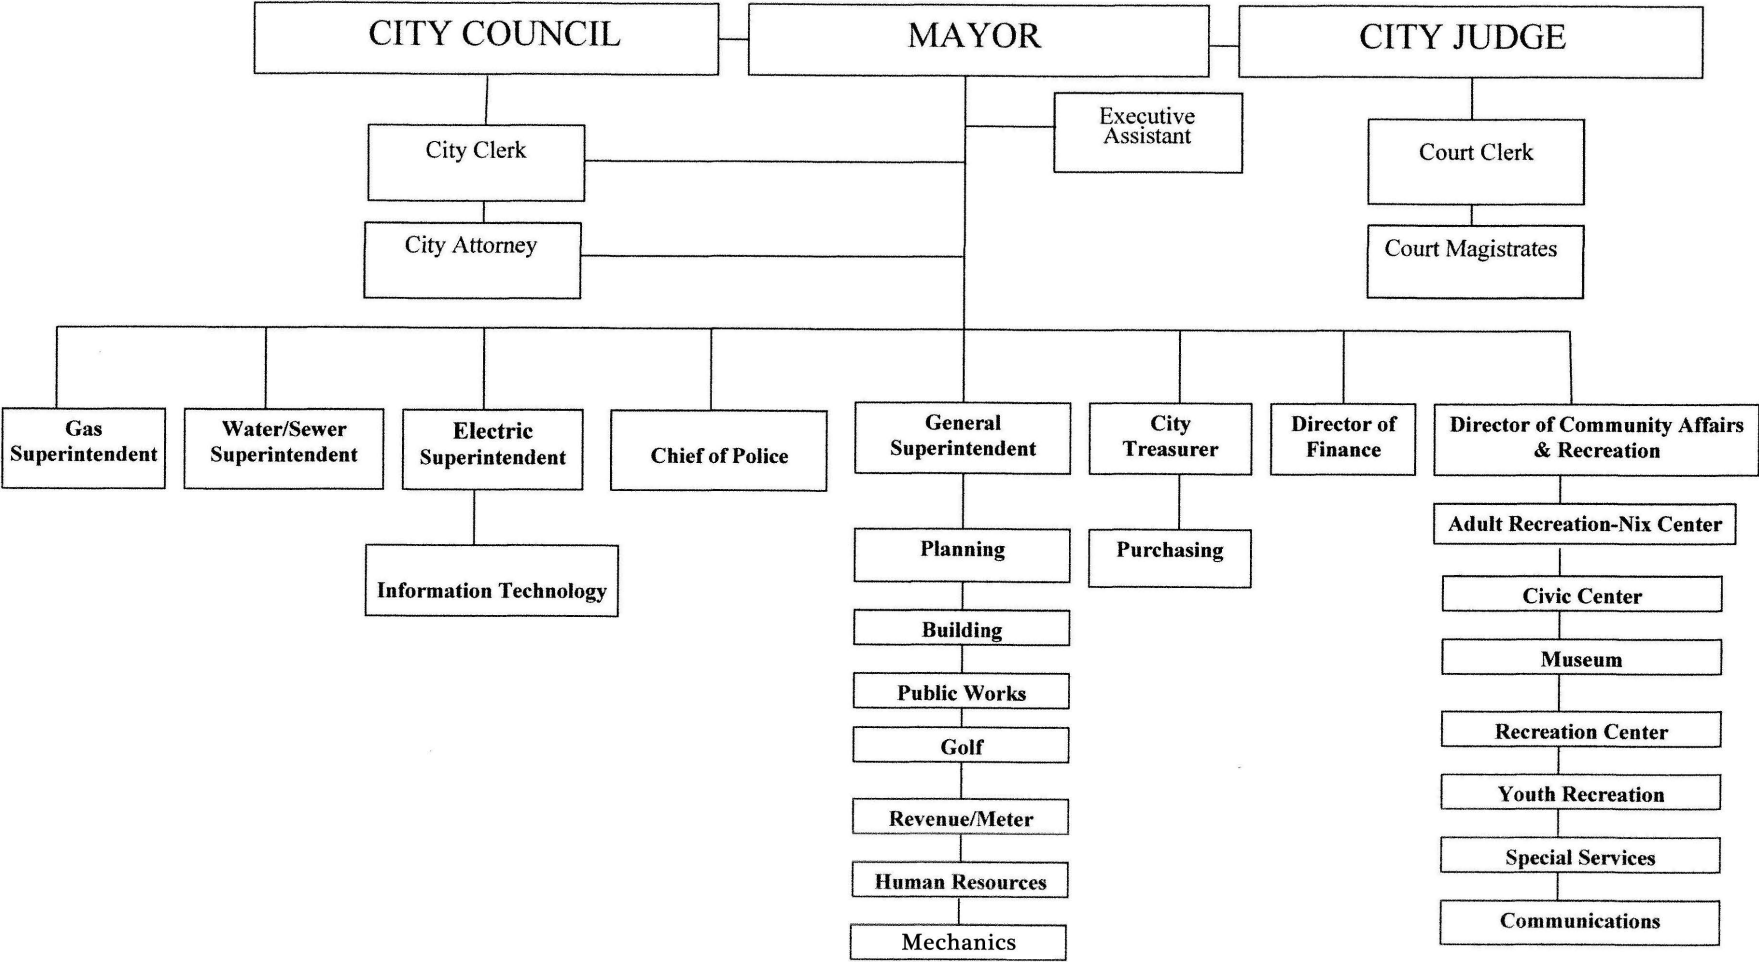 CITY COUNCIL
MAYOR
CITY JUDGE
Executive
Assistant
City Clerk
Court Clerk
City Attorney
Court Magistrates
Gas
Superintendent
Water/Sewer
Superintendent
Electric
Superintendent
Chief of Police
General
Superintendent
City
Treasurer
Director of
Finance
Director of Community Affairs
& Recreation
Information Technology
Planning
Building
Public Works
Golf
Revenue/Meter
Human Resources
Mechanics
Purchasing
Adult Recreation-Nix Center
Civic Center
Museum
Recreation Center
Youth Recreation
Special Services
Communications